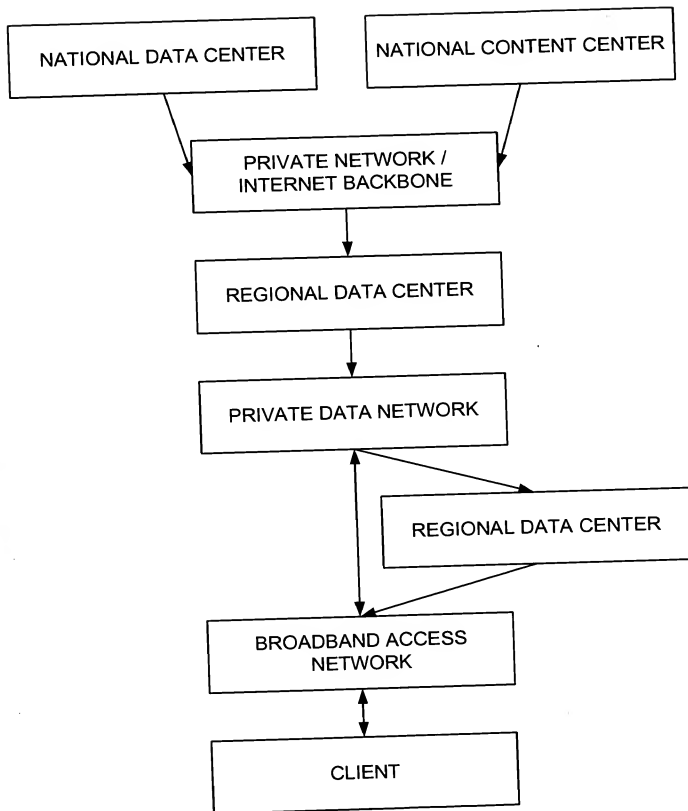 NATIONAL DATA CENTER
NATIONAL CONTENT CENTER
PRIVATE NETWORK /
INTERNET BACKBONE
REGIONAL DATA CENTER
PRIVATE DATA NETWORK
REGIONAL DATA CENTER
BROADBAND ACCESS
NETWORK
CLIENT